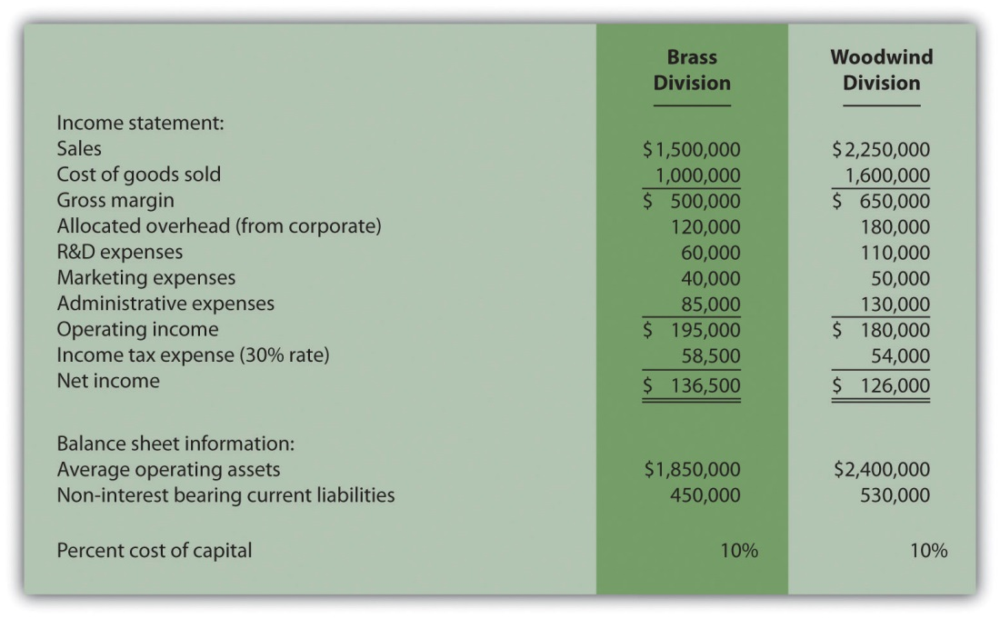 Brass Woodwind
Division Division
Income statement:
Sales $1,500,000 $2,250,000
Cost of goods sold 1,000,000 1,600,000
Gross margin $ 500,000 $ 650,000
Allocated overhead (from corporate) 120,000 180,000
R&D expenses 60,000 110,000
Marketing expenses 40,000 50,000
Administrative expenses 85,000 130,000
Operating income $ 195,000 $ 180,000
Income tax expense (30% rate) 58,500 54,000
Net income $ 136,500 $ 126,000
Balance sheet information:
Average operating assets $1,850,000 $2,400,000
Non-interest bearing current liabilities 450,000 530,000
Percent cost of capital 10% 10%